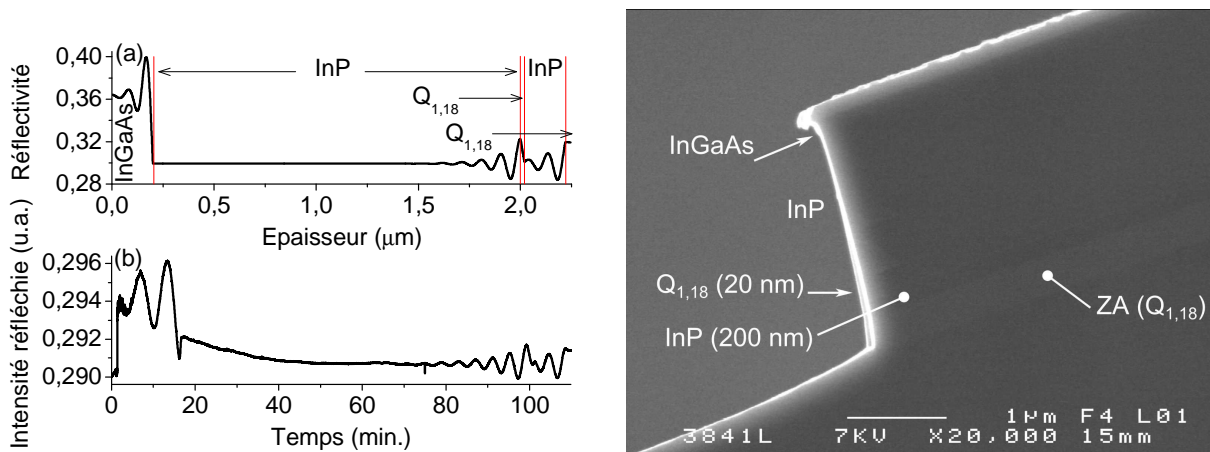 (a)
InP
InP
Q1,18
Q1,18
InGaAs
Réflectivité
0,40
0,36
0,32
0,28
0,0 0,5 1,0 1,5 2,0
Epaisseur (μm)
(b)
Intensité réfléchie (u.a.)
0,296
0,294
0,291
0,290
0 20 40 60 80 100
Temps (min.)
InGaAs
InP
Q1,18 (20 nm)
InP (200 nm)
ZA (Q1,18)
1μm F4 L01
3841L 7KV X20,000 15mm